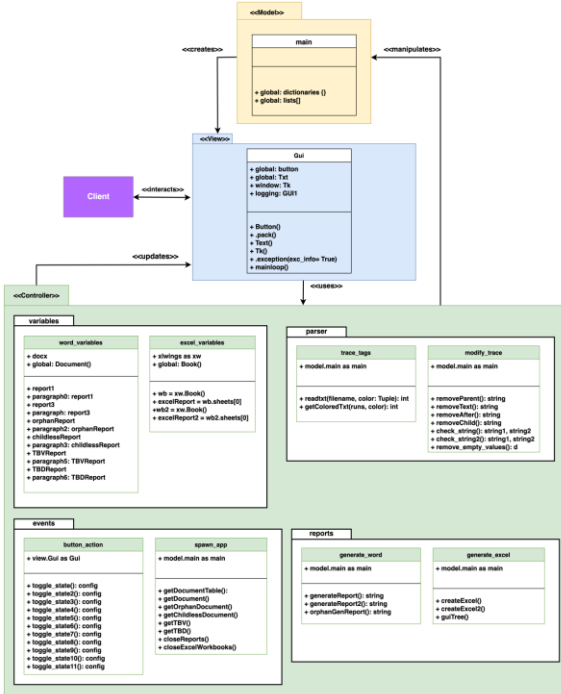 <<Model>>
main
+ global: dictionaries {}
+ global: lists[]
<<creates>>
<<manipulates>>
<<View>>
Gui
+ global: button
+ global: Txt
+ window: Tk
+ logging: GUI1
+ Button()
+ .pack()
+ Text()
+ Tk()
+ .exception(exc_info= True)
+ mainloop()
Client
<<interacts>>
<<updates>>
<<uses>>
<<Controller>>
variables
word_variables
+ docx
+ global: Document()
+ report1
+ paragraph0: report1
+ report3
+ paragraph: report3
+ orphanReport
+ paragraph2: orphanReport
+ childlessReport
+ paragraph3: childlessReport
+ TBVReport
+ paragraph5: TBVReport
+ TBDReport
+ paragraph6: TBDReport
excel_variables
+ xlwings as xw
+ global: Book()
+ wb = xw.Book()
+ excelReport = wb.sheets[0]
+wb2 = xw.Book()
+ excelReport2 = wb2.sheets[0]
parser
trace_tags
+ model.main as main
+ readtxt(filename, color: Tuple): int
+ getColoredTxt(runs, color): int
modify_trace
+ model.main as main
+ removeParent(): string
+ removeText(): string
+ removeAfter(): string
+ removeChild(): string
+ check_string(): string1, string2
+ check_string2(): string1, string2
+ remove_empty_values(): d
events
button_action
+ view.Gui as Gui
+ toggle_state(): config
+ toggle_state2(): config
+ toggle_state3(): config
+ toggle_state4(): config
+ toggle_state5(): config
+ toggle_state6(): config
+ toggle_state7(): config
+ toggle_state8(): config
+ toggle_state9(): config
+ toggle_state10(): config
+ toggle_state11(): config
spawn_app
+ model.main as main
+ getDocumentTable():
+ getDocument()
+ getOrphanDocument()
+ getChildlessDocument()
+ getTBV()
+ getTBD()
+ closeReports()
+ closeExcelWorkbooks()
reports
generate_word
+ model.main as main
+ generateReport(): string
+ generateReport2(): string
+ orphanGenReport(): string
generate_excel
+ model.main as main
+ createExcel()
+ createExcel2()
+ guiTree()